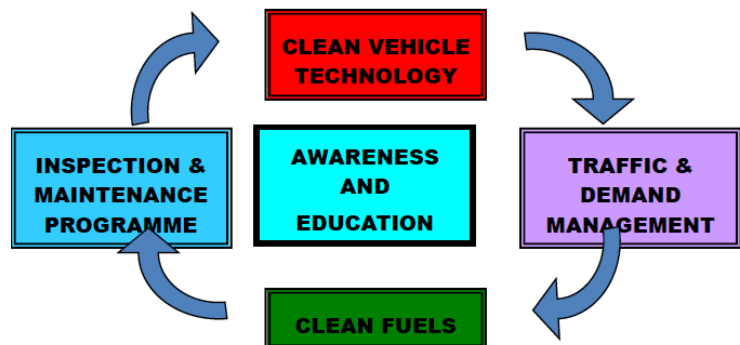 CLEAN VEHICLE
TECHNOLOGY
INSPECTION &
MAINTENANCE
PROGRAMME
AWARENESS
AND
EDUCATION
TRAFFIC &
DEMAND
MANAGEMENT
CLEAN FUELS